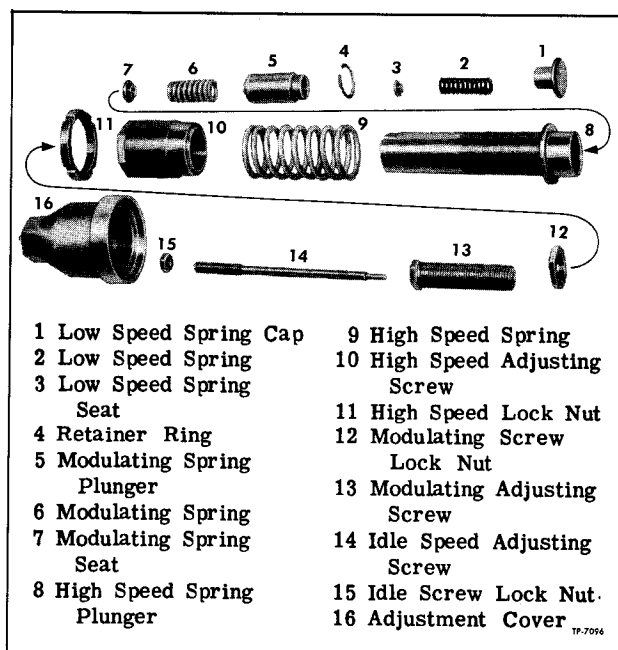 7
6
5
4
3
2
1
11
10
9
8
16
15
14
13
12
1 Low Speed Spring Cap
2 Low Speed Spring
3 Low Speed Spring
Seat
4 Retainer Ring
5 Modulating Spring
Plunger
6 Modulating Spring
7 Modulating Spring
Seat
8 High Speed Spring
Plunger
9 High Speed Spring
10 High Speed Adjusting
Screw
11 High Speed Lock Nut
12 Modulating Screw
Lock Nut
13 Modulating Adjusting
Screw
14 Idle Speed Adjusting
Screw
15 Idle Screw Lock Nut
16 Adjustment Cover
TP-7096